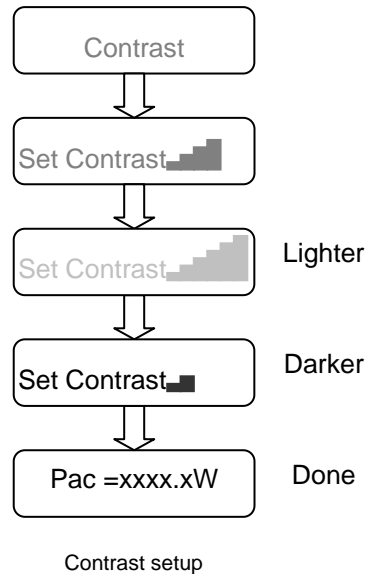 Contrast
Set Contrast
Set Contrast
Lighter
Set Contrast
Darker
Pac =xxxx.xW
Done
Contrast setup